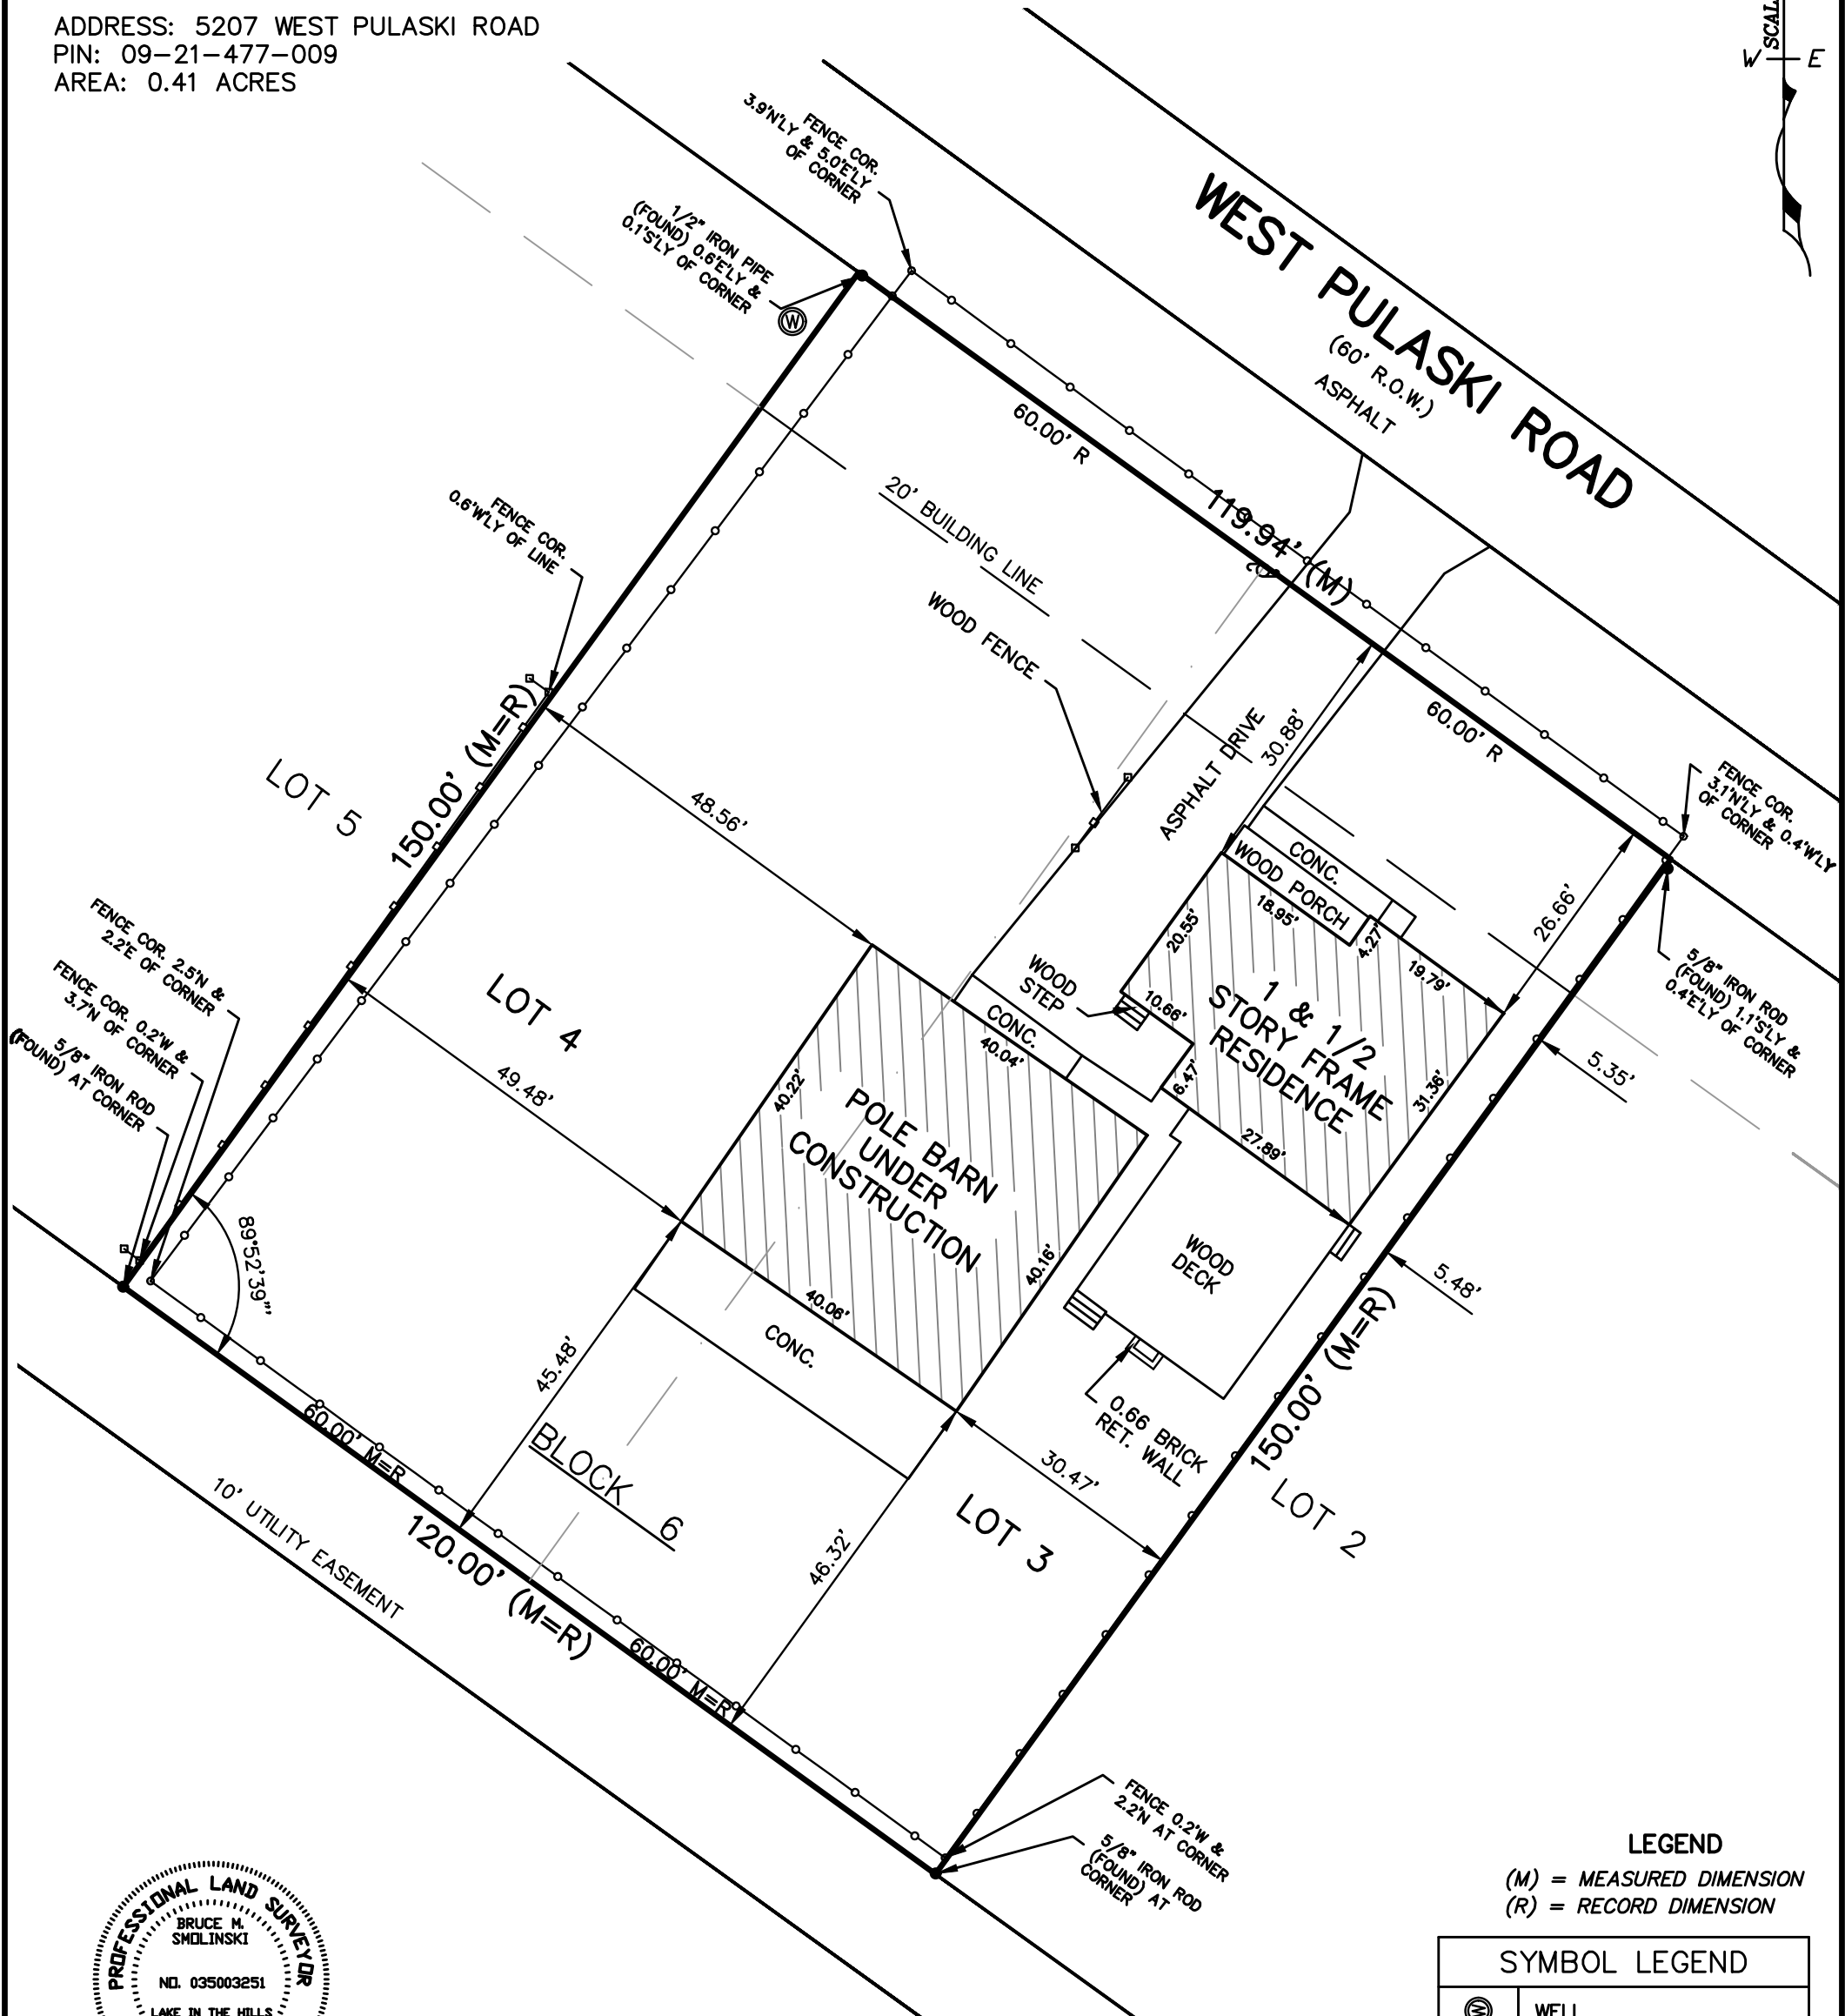 ADDRESS: 5207 WEST PULASKI ROAD
PIN: 09-21-477-009
AREA: 0.41 ACRES
W
E
FENCE COR.
3.9'N'LY & 5.0'E'LY
OF CORNER
1/2" IRON PIPE
(FOUND) 0.6'E'LY &
0.1'S'LY OF CORNER
W
WEST PULASKI ROAD
(60' R.O.W.)
ASPHALT
60.00' R
119.94' (M)
20' BUILDING LINE
WOOD FENCE
FENCE COR.
0.6'W'LY OF LINE
150.00' (M=R)
LOT 5
48.56'
ASPHALT DRIVE
30.88'
60.00' R
FENCE COR.
3.1'N'LY & 0.4'W'LY
OF CORNER
CONC.
WOOD PORCH
18.95'
4.27'
20.55'
19.79'
26.66'
5/8" IRON ROD
(FOUND) 1.1'S'LY &
0.4'E'LY OF CORNER
FENCE COR. 2.5'N &
2.2'E OF CORNER
FENCE COR. 0.2'W &
3.7'N OF CORNER
5/8" IRON ROD
(FOUND) AT CORNER
LOT 4
49.48'
WOOD
STEP
10.66'
1 & 1/2
STORY FRAME
RESIDENCE
6.47'
31.36'
27.89'
5.35'
CONC.
40.04'
40.22'
POLE BARN
UNDER
CONSTRUCTION
40.16'
40.06'
WOOD
DECK
5.48'
89°52'39"'
CONC.
45.48'
BLOCK 6
60.00' M=R
10' UTILITY EASEMENT
120.00' (M=R)
60.00' M=R
46.32'
30.47'
0.66 BRICK
RET. WALL
150.00' (M=R)
LOT 3
LOT 2
FENCE 0.2'W &
2.2'N AT CORNER
5/8" IRON ROD
(FOUND) AT
CORNER
LEGEND
(M) = MEASURED DIMENSION
(R) = RECORD DIMENSION
SYMBOL LEGEND
W WELL
PROFESSIONAL LAND SURVEYOR
BRUCE M.
SMOLINSKI
NO. 035003251
LAKE IN THE HILLS